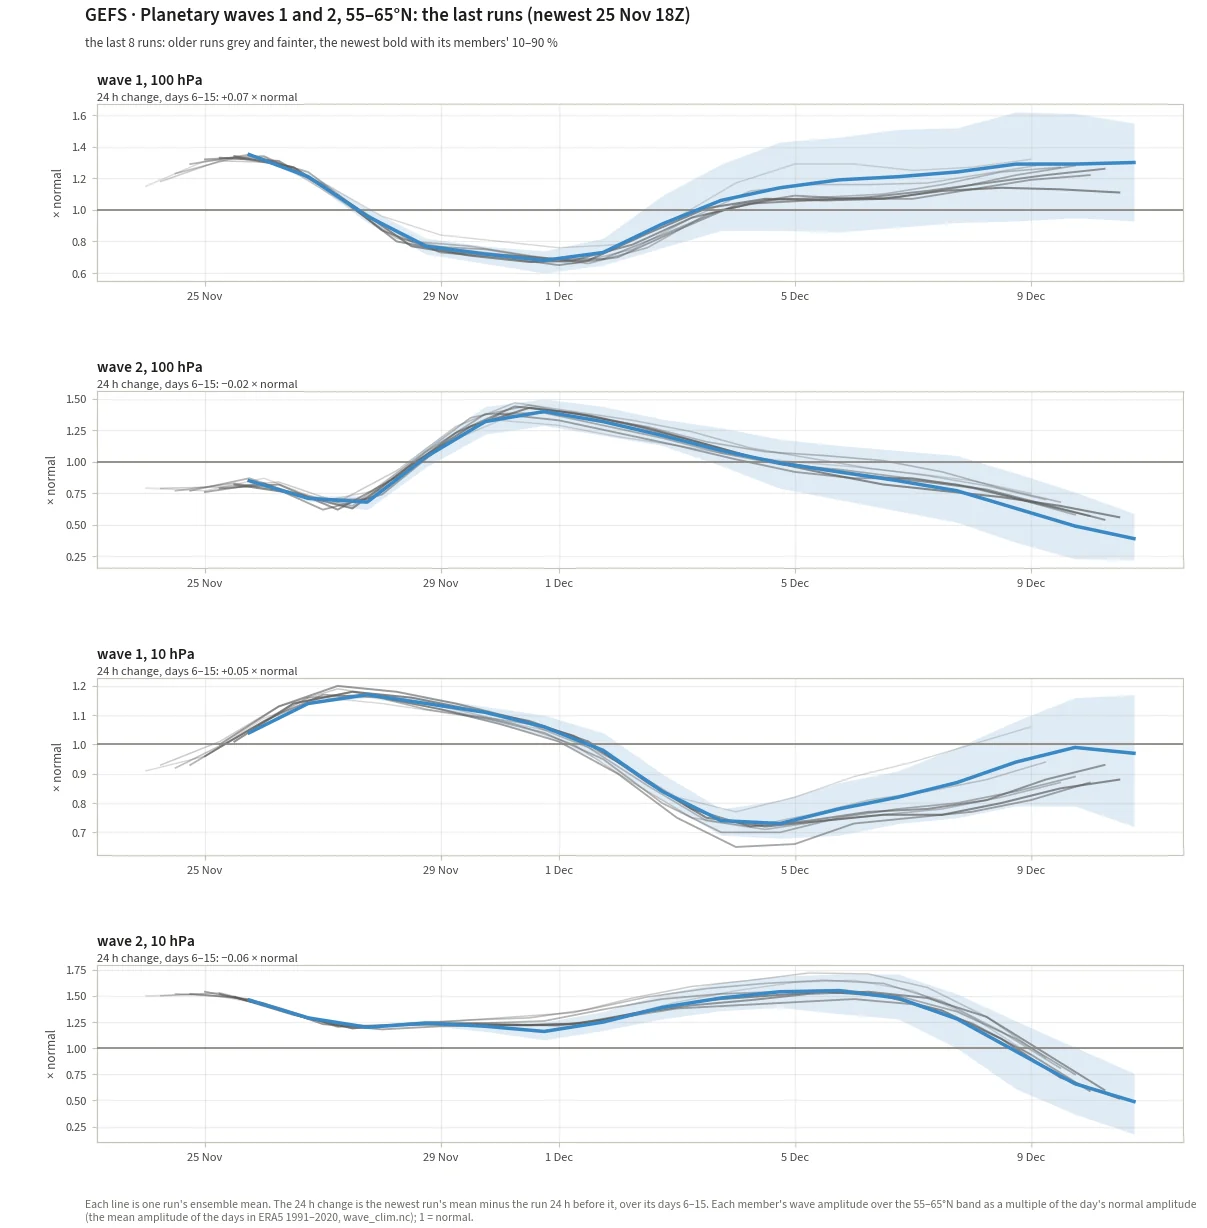 GEFS · Planetary waves 1 and 2, 55–65°N: the last runs (newest 25 Nov 18Z)
the last 8 runs: older runs grey and fainter, the newest bold with its members' 10–90 %
wave 1, 100 hPa
24 h change, days 6–15: +0.07 × normal
1.6
1.4
1.2
1.0
0.8
0.6
× normal
25 Nov
29 Nov
1 Dec
5 Dec
9 Dec
wave 2, 100 hPa
24 h change, days 6–15: −0.02 × normal
1.50
1.25
1.00
0.75
0.50
0.25
× normal
25 Nov
29 Nov
1 Dec
5 Dec
9 Dec
wave 1, 10 hPa
24 h change, days 6–15: +0.05 × normal
1.2
1.1
1.0
0.9
0.8
0.7
× normal
25 Nov
29 Nov
1 Dec
5 Dec
9 Dec
wave 2, 10 hPa
24 h change, days 6–15: −0.06 × normal
1.75
1.50
1.25
1.00
0.75
0.50
0.25
× normal
25 Nov
29 Nov
1 Dec
5 Dec
9 Dec
Each line is one run's ensemble mean. The 24 h change is the newest run's mean minus the run 24 h before it, over its days 6–15. Each member's wave amplitude over the 55–65°N band as a multiple of the day's normal amplitude
(the mean amplitude of the days in ERA5 1991–2020, wave_clim.nc); 1 = normal.